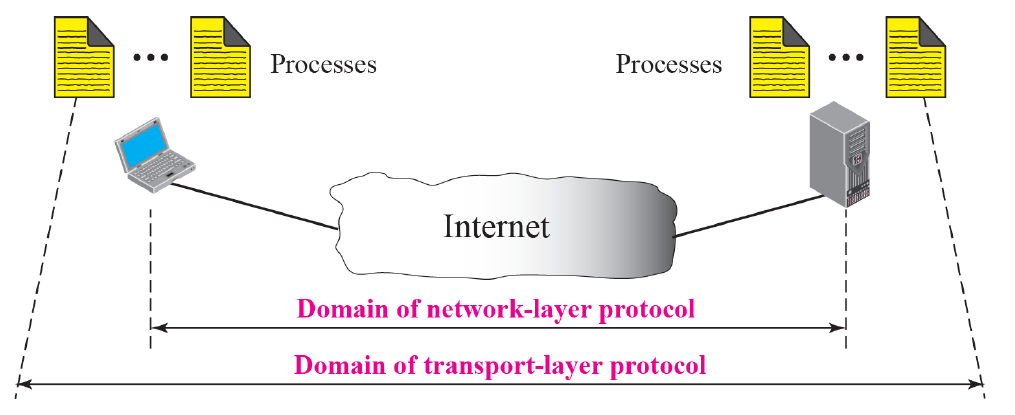 Processes
Processes
Internet
Domain of network-layer protocol
Domain of transport-layer protocol